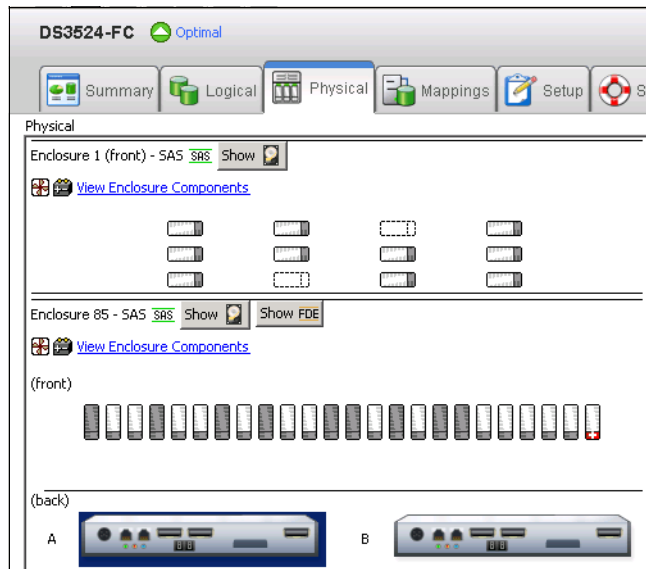 DS3524-FC Optimal
Summary Logical Physical Mappings Setup S
Physical
Enclosure 1 (front) - SAS SAS Show
View Enclosure Components
Enclosure 85 - SAS SAS Show Show FDE
View Enclosure Components
(front)
(back)
A B